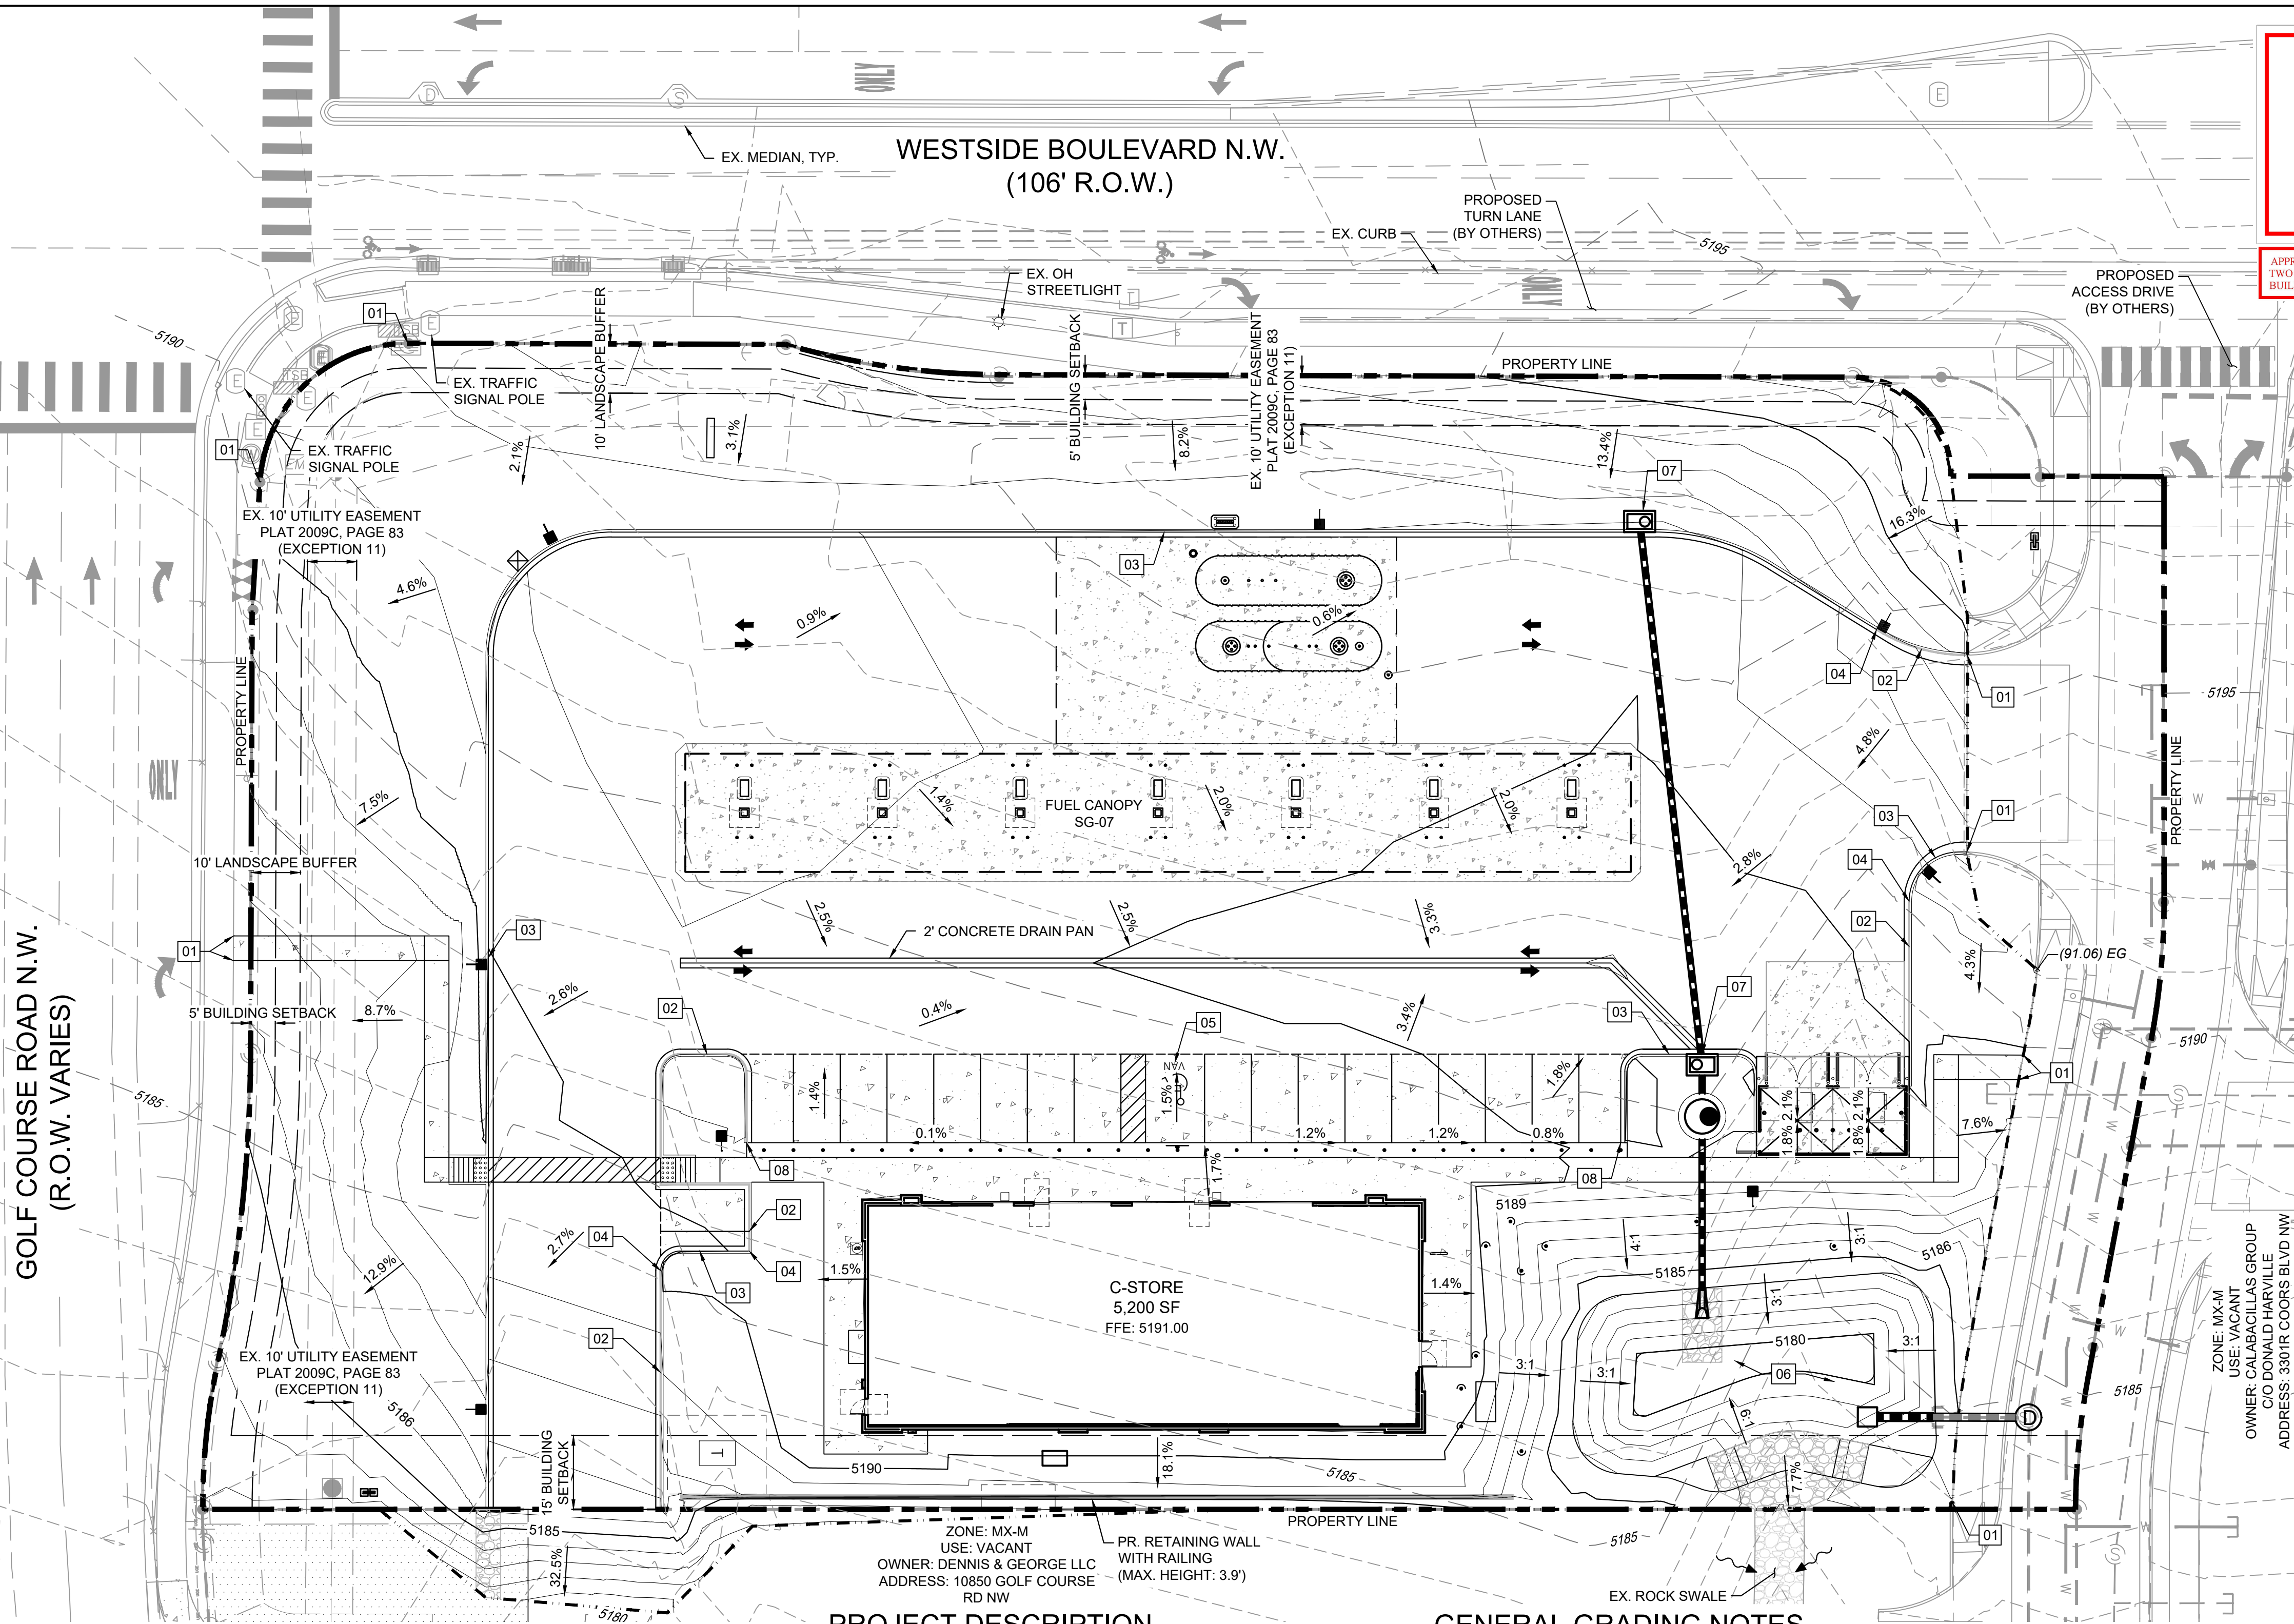 ONLY
D
S
E
EX. MEDIAN, TYP.
WESTSIDE BOULEVARD N.W.
(106' R.O.W.)
PROPOSED
TURN LANE
(BY OTHERS)
EX. CURB
5195
APPR
TWO
BUIL
PROPOSED
ACCESS DRIVE
(BY OTHERS)
EX. OH
STREETLIGHT
T
T
ONLY
01
5190
E
E
E
E
E
E
EX. TRAFFIC
SIGNAL POLE
10' LANDSCAPE BUFFER
5' BUILDING SETBACK
EX. 10' UTILITY EASEMENT
PLAT 2009C, PAGE 83
(EXCEPTION 11)
PROPERTY LINE
01
EX. TRAFFIC
SIGNAL POLE
2.1%
3.1%
8.2%
13.4%
07
16.3%
EX. 10' UTILITY EASEMENT
PLAT 2009C, PAGE 83
(EXCEPTION 11)
03
4.6%
0.9%
0.6%
04
02
01
5195
PROPERTY LINE
ONLY
7.5%
1.4%
FUEL CANOPY
SG-07
2.0%
2.0%
4.8%
2.8%
03
01
04
PROPERTY LINE
10' LANDSCAPE BUFFER
W
GOLF COURSE ROAD N.W.
(R.O.W. VARIES)
01
03
2.5%
2.5%
3.3%
2' CONCRETE DRAIN PAN
02
4.3%
(91.06) EG
2.6%
07
5' BUILDING SETBACK
8.7%
02
0.4%
05
3.4%
03
5190
5185
VAN
1.4%
1.5%
1.8%
01
E
S
0.1%
1.2%
1.2%
0.8%
1.8%
2.1%
1.8%
2.1%
7.6%
08
1.7%
08
02
5189
4:1
3:1
5186
2.7%
04
12.9%
1.5%
04
03
C-STORE
5,200 SF
FFE: 5191.00
1.4%
5185
3:1
02
5180
3:1
3:1
3:1
06
EX. 10' UTILITY EASEMENT
PLAT 2009C, PAGE 83
(EXCEPTION 11)
5186
6:1
D
5185
ZONE: MX-M
USE: VACANT
OWNER: CALABACILLAS GROUP
C/O DONALD HARVILLE
ADDRESS: 3301R COORS BLVD NW
15' BUILDING
SETBACK
T
5190
18.1%
5185
7.7%
PROPERTY LINE
5185
32.5%
5180
ZONE: MX-M
USE: VACANT
OWNER: DENNIS & GEORGE LLC
ADDRESS: 10850 GOLF COURSE
RD NW
PR. RETAINING WALL
WITH RAILING
(MAX. HEIGHT: 3.9')
5185
01
W
S
EX. ROCK SWALE
PROJECT DESCRIPTION
GENERAL GRADING NOTES